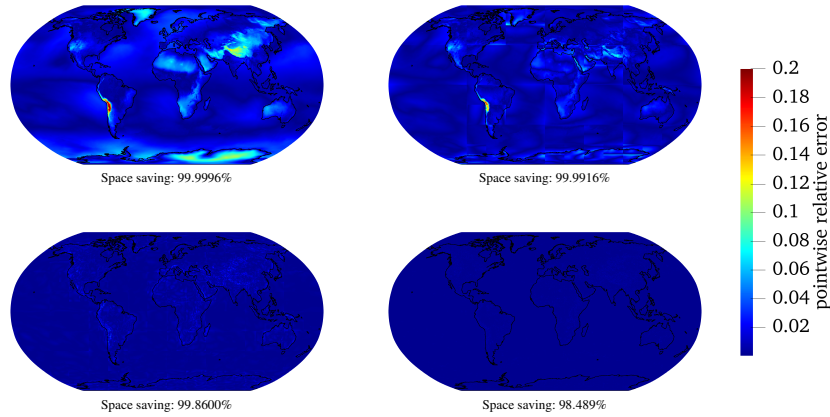 Space saving: 99.9996%
Space saving: 99.9916%
Space saving: 99.8600%
Space saving: 98.489%
0.2
0.18
0.16
0.14
0.12
0.1
0.08
0.06
0.04
0.02
pointwise relative error